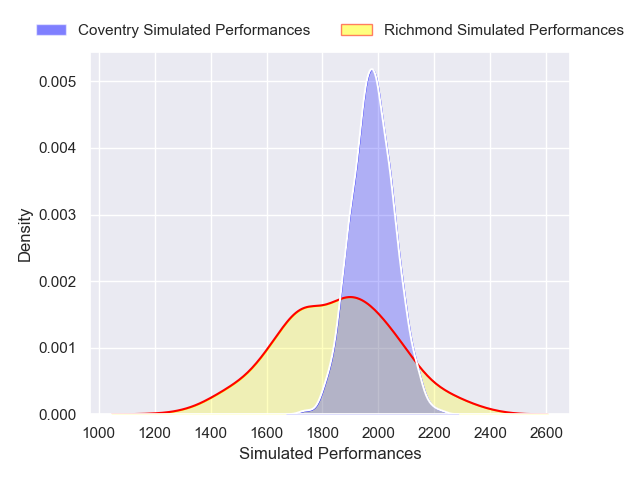 Coventry Simulated Performances Richmond Simulated Performances
0.005
0.004
0.003
0.002
0.001
0.000
Density
1000 1200 1400 1600 1800 2000 2200 2400 2600
Simulated Performances